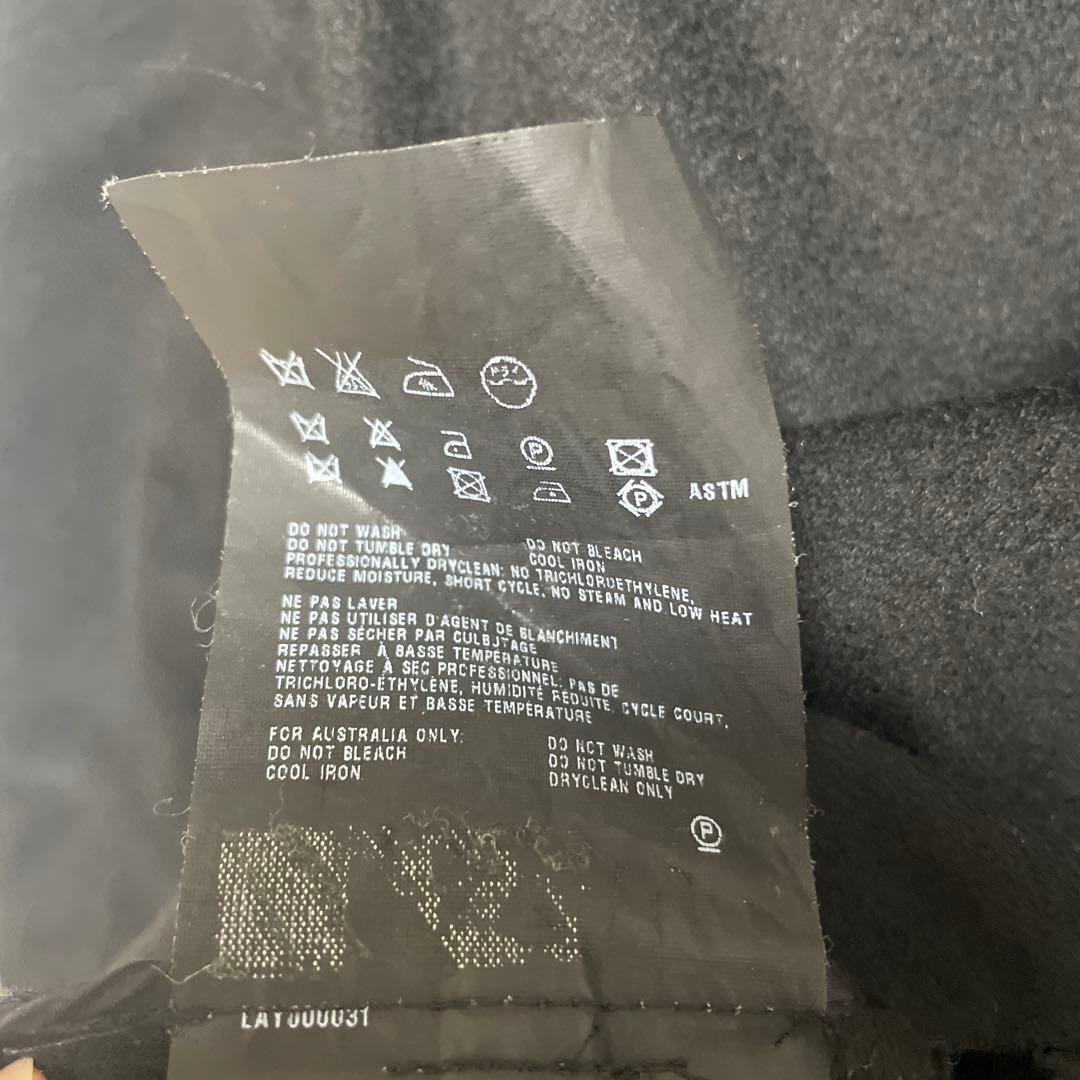 ドライ
P
P
ASTM
DO NOT WASH
DO NOT BLEACH
DO NOT TUMBLE DRY
COOL IRON
PROFESSIONALLY DRYCLEAN: NO TRICHLOROETHYLENE,
REDUCE MOISTURE, SHORT CYCLE, NO STEAM AND LOW HEAT
NE PAS LAVER
NE PAS UTILISER D'AGENT DE BLANCHIMENT
NE PAS SÉCHER PAR CULBUTAGE
REPASSER À BASSE TEMPÉRATURE
NETTOYAGE À SEC PROFESSIONNEL: PAS DE
TRICHLORO-ÉTHYLÈNE, HUMIDITÉ RÉDUITE, CYCLE COURT,
SANS VAPEUR ET BASSE TEMPÉRATURE
FOR AUSTRALIA ONLY:
DO NOT BLEACH
COOL IRON
DO NOT WASH
DO NOT TUMBLE DRY
DRYCLEAN ONLY
P
LAY000031